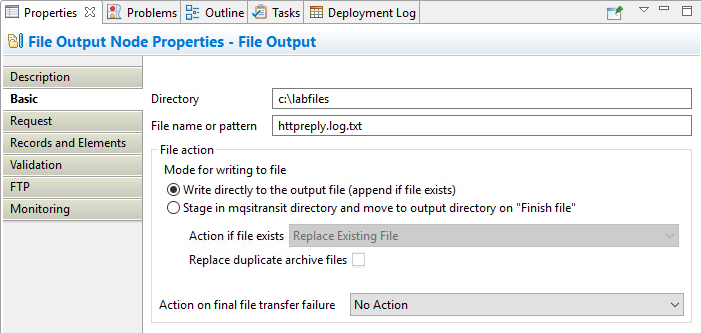 Properties Problems Outline Tasks Deployment Log
File Output Node Properties - File Output
Description
Basic
Request
Records and Elements
Validation
FTP
Monitoring
Directory c:\labfiles
File name or pattern httpreply.log.txt
File action
Mode for writing to file
Write directly to the output file (append if file exists)
Stage in mqsitransit directory and move to output directory on "Finish file"
Action if file exists Replace Existing File
Replace duplicate archive files
Action on final file transfer failure No Action